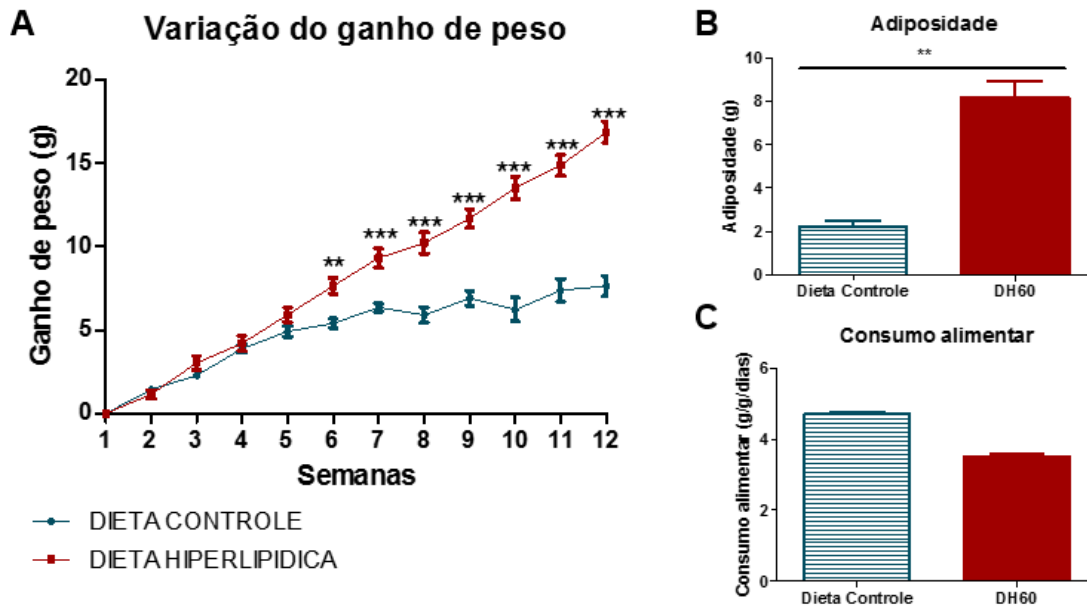 A
Variação do ganho de peso
Ganho de peso (g)
20
15
10
5
0
**
***
***
***
***
***
***
1 2 3 4 5 6 7 8 9 10 11 12
Semanas
DIETA CONTROLE
DIETA HIPERLIPIDICA
B
Adiposidade
**
Adiposidade (g)
10
8
6
4
2
0
Dieta Controle DH60
C
Consumo alimentar
Consumo alimentar (g/g/dias)
6
4
2
0
Dieta Controle DH60